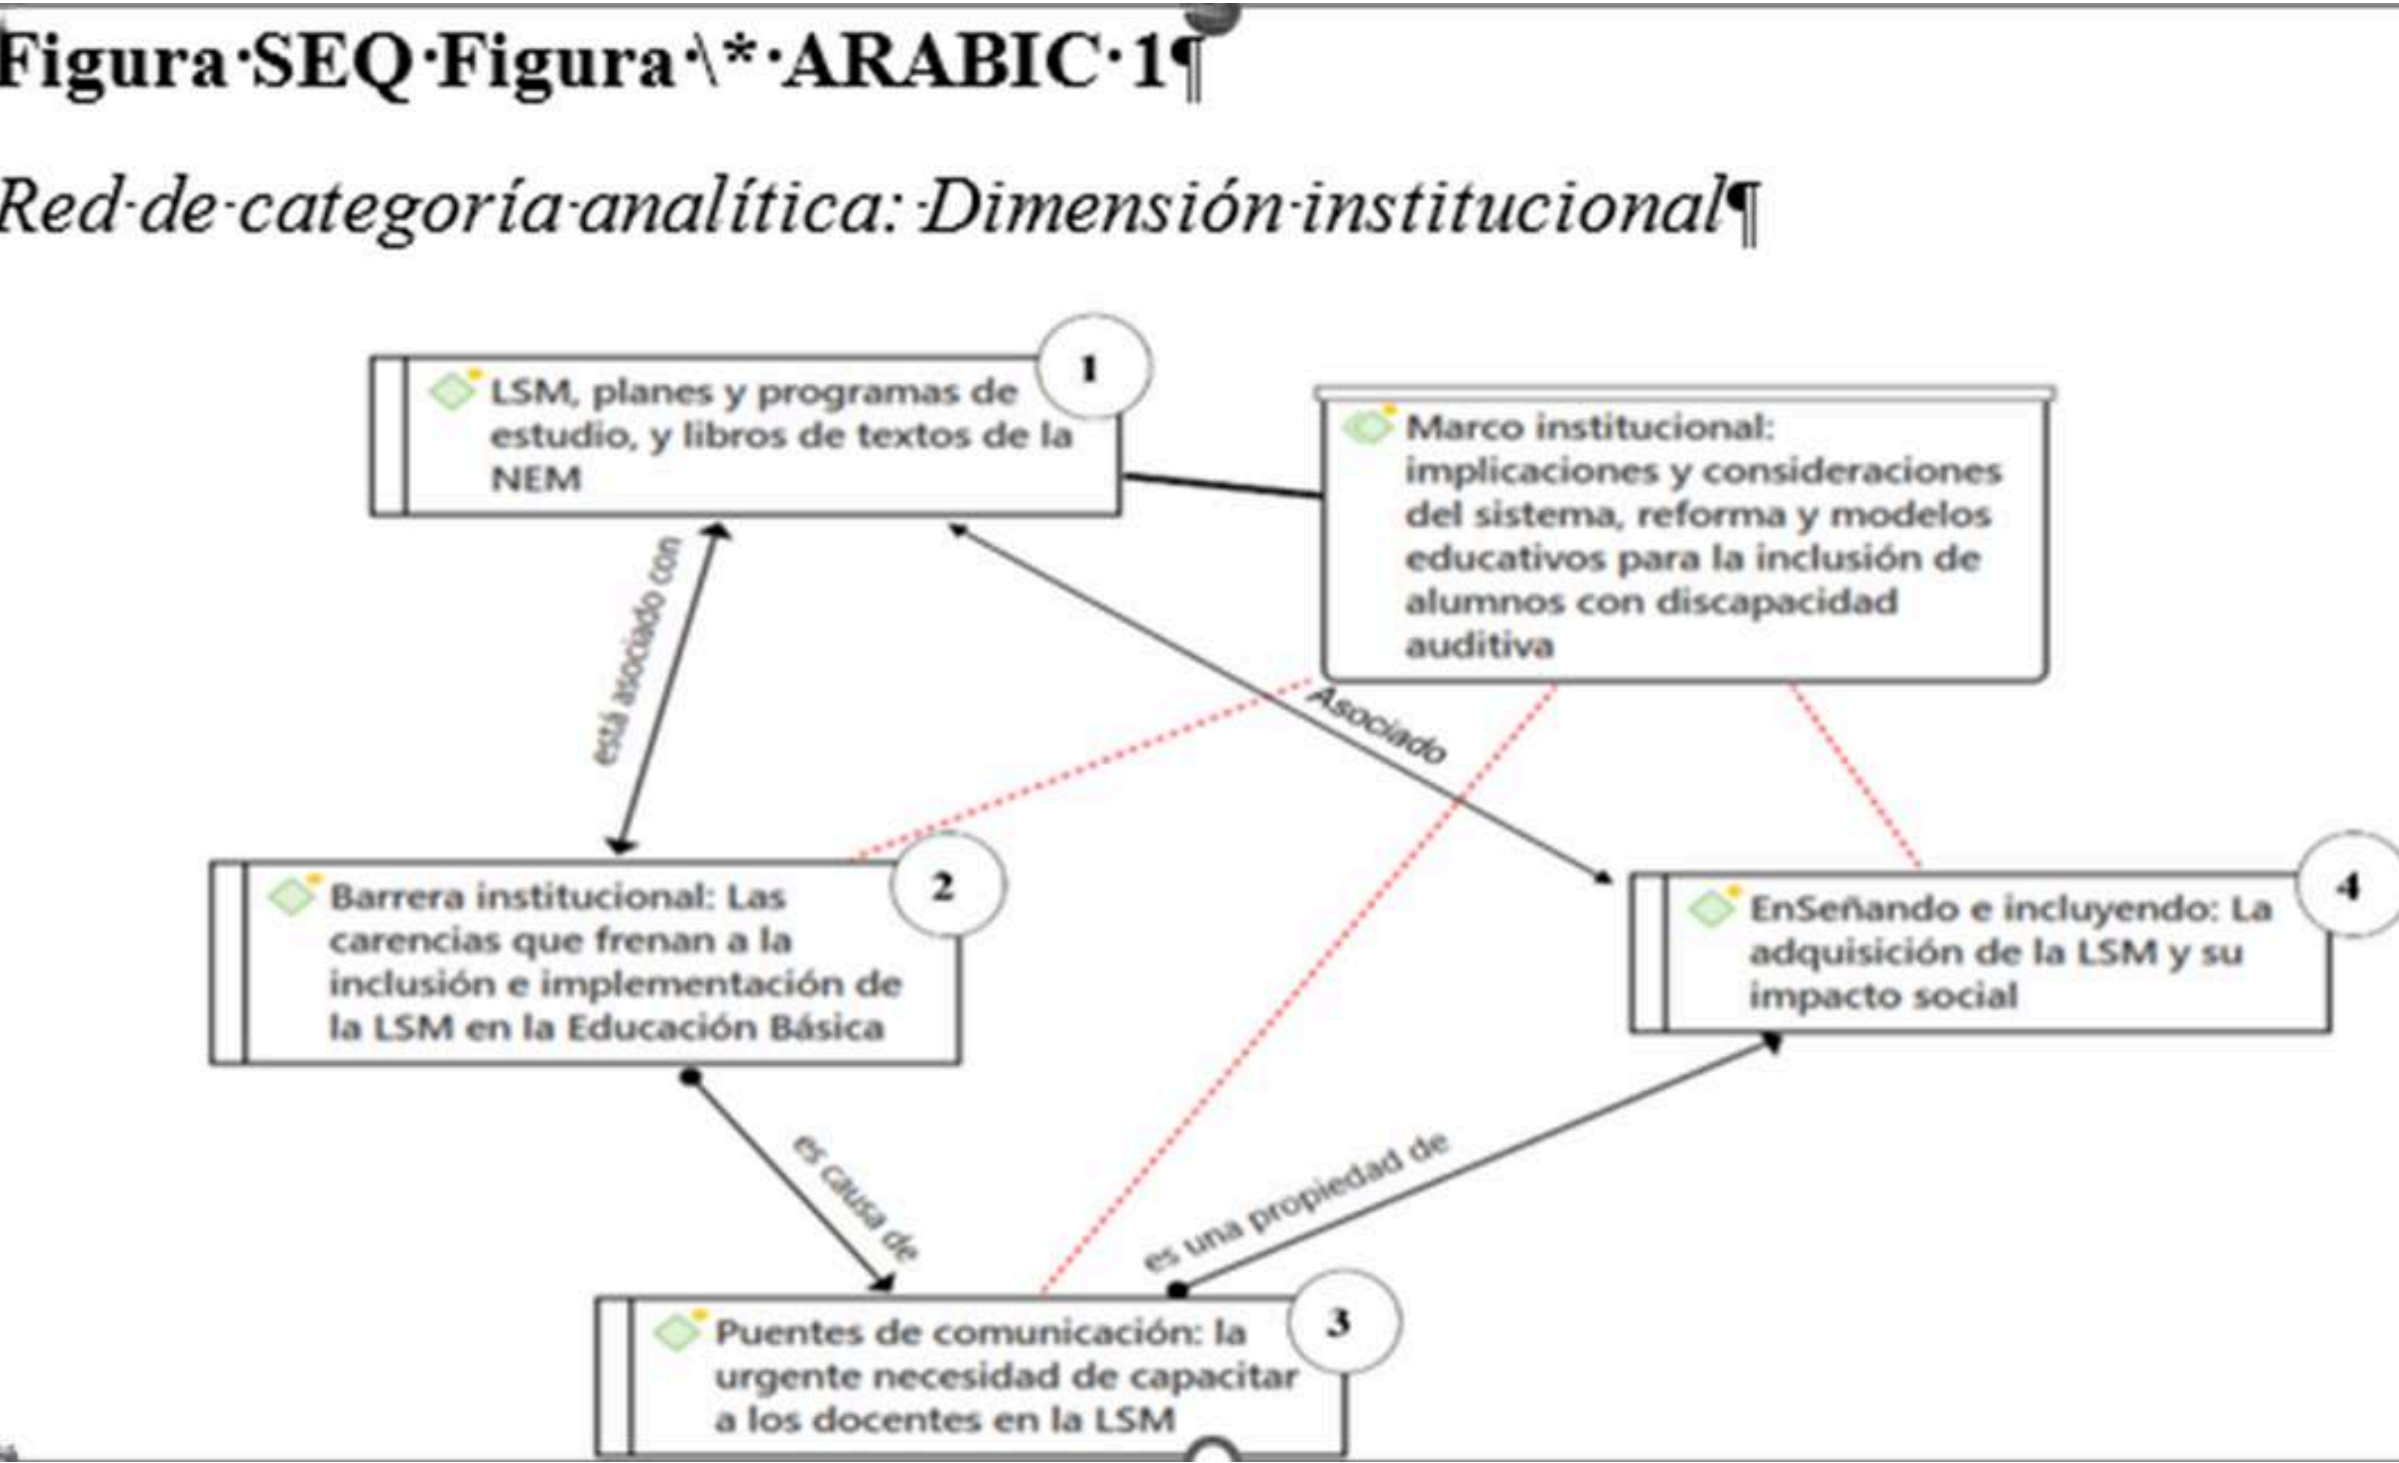 Figura·SEQ·Figura·\*·ARABIC·1¶
Red·de·categoría·analítica:·Dimensión·institucional¶
1
LSM, planes y programas de
estudio, y libros de textos de la
NEM
Marco institucional:
implicaciones y consideraciones
del sistema, reforma y modelos
educativos para la inclusión de
alumnos con discapacidad
auditiva
está asociado con
Asociado
2
Barrera institucional: Las
carencias que frenan a la
inclusión e implementación de
la LSM en la Educación Básica
4
EnSeñando e incluyendo: La
adquisición de la LSM y su
impacto social
es causa de
es una propiedad de
3
Puentes de comunicación: la
urgente necesidad de capacitar
a los docentes en la LSM